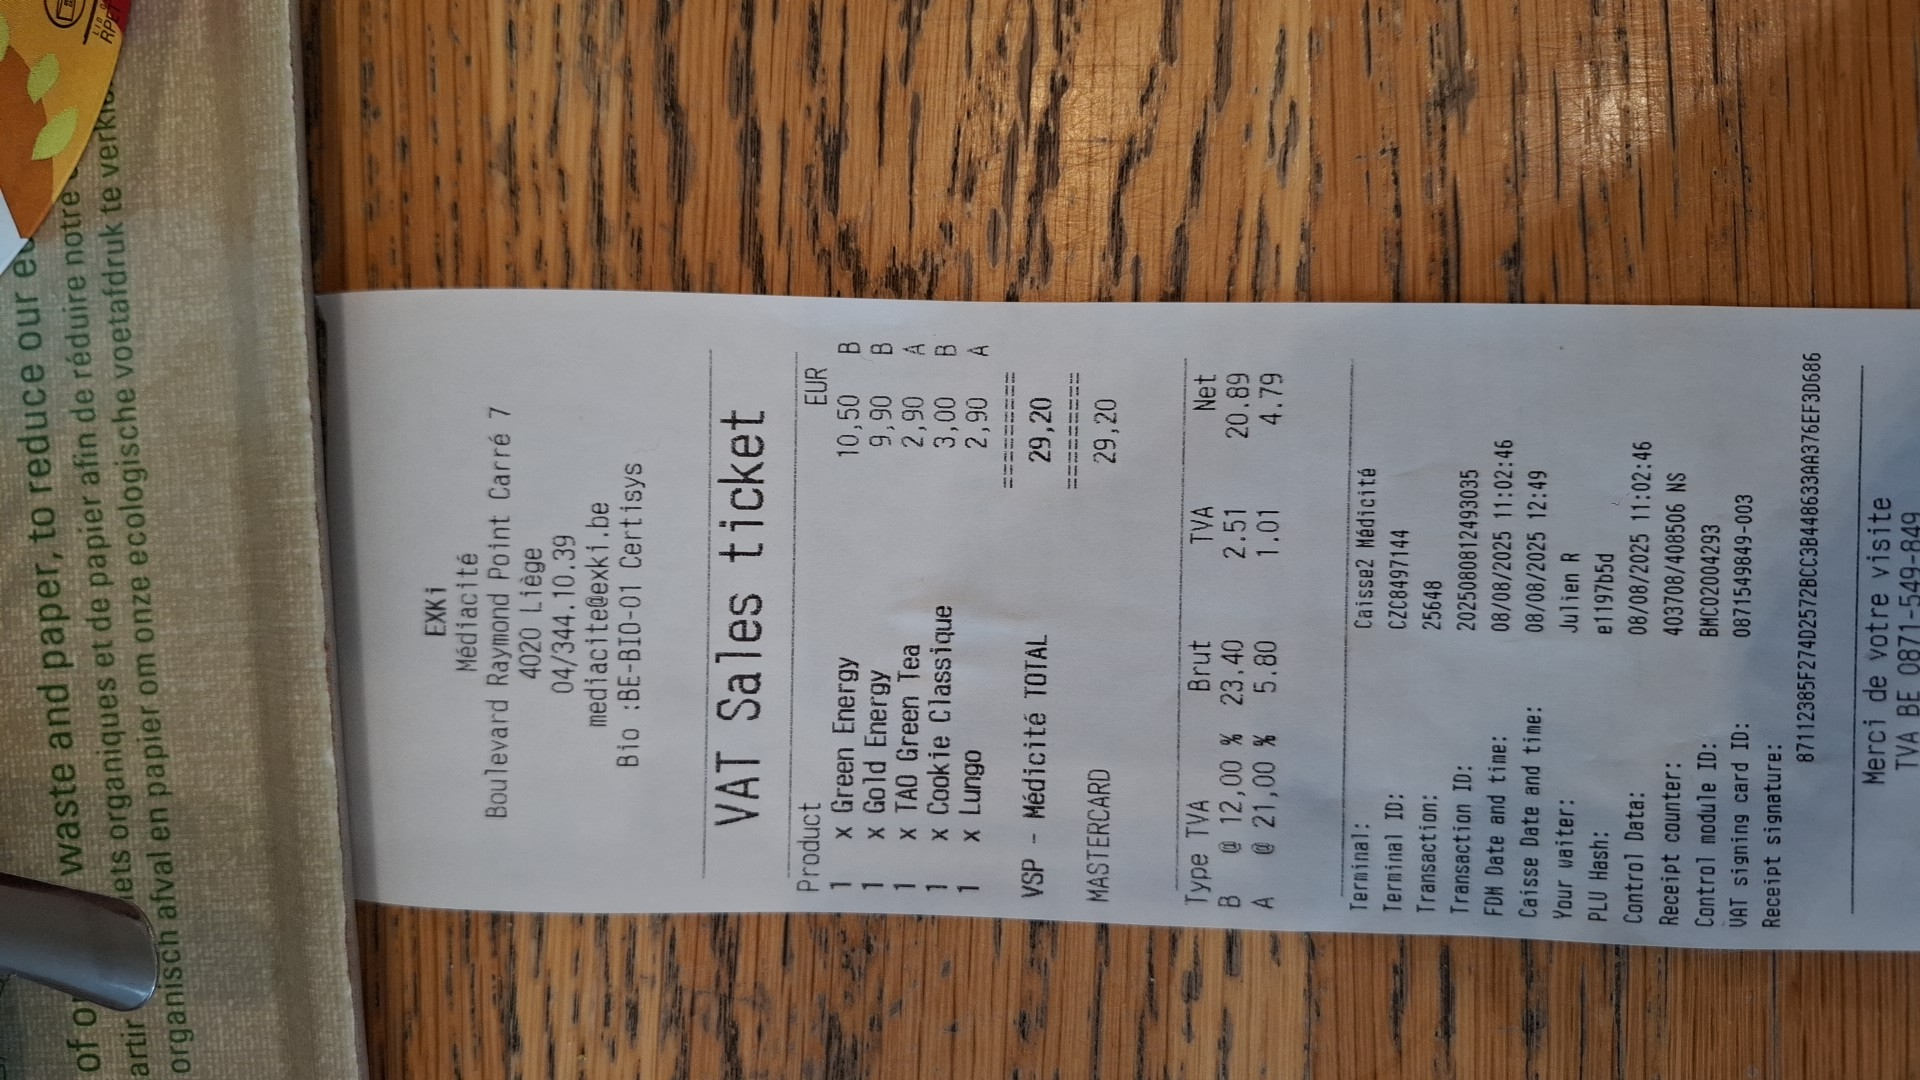 of o
waste and paper, to reduce our e
artir
ets organiques et de papier afin de réduire notre
organisch afval en papier om onze ecologische voetafdruk te verk
EXKi
Médiacité
Boulevard Raymond Point Carré 7
4020 Liège
04/344.10.39
mediacite@exki.be
Bio :BE-BIO-01 Certisys
VAT Sales ticket
Product EUR
1 x Green Energy 10,50 B
1 x Gold Energy 9,90 B
1 x TAO Green Tea 2,90 A
1 x Cookie Classique 3,00 B
1 x Lungo 2,90 A
=========
VSP - Médicité TOTAL 29,20
=========
MASTERCARD 29,20
Type TVA Brut TVA Net
B @ 12,00 % 23.40 2.51 20.89
A @ 21,00 % 5.80 1.01 4.79
Terminal: Caisse2 Médicité
Terminal ID: CZC8497144
Transaction: 25648
Transaction ID: 2025080812493035
FDM Date and time: 08/08/2025 11:02:46
Caisse Date and time: 08/08/2025 12:49
Your waiter: Julien R
PLU Hash: e1197b5d
Control Data: 08/08/2025 11:02:46
Receipt counter: 403708/408506 NS
Control module ID: BMC02004293
VAT signing card ID: 0871549849-003
Receipt signature:
87112385F274D2572BCC3B448633AA376EF3D686
Merci de votre visite
TVA BE 0871-549-849